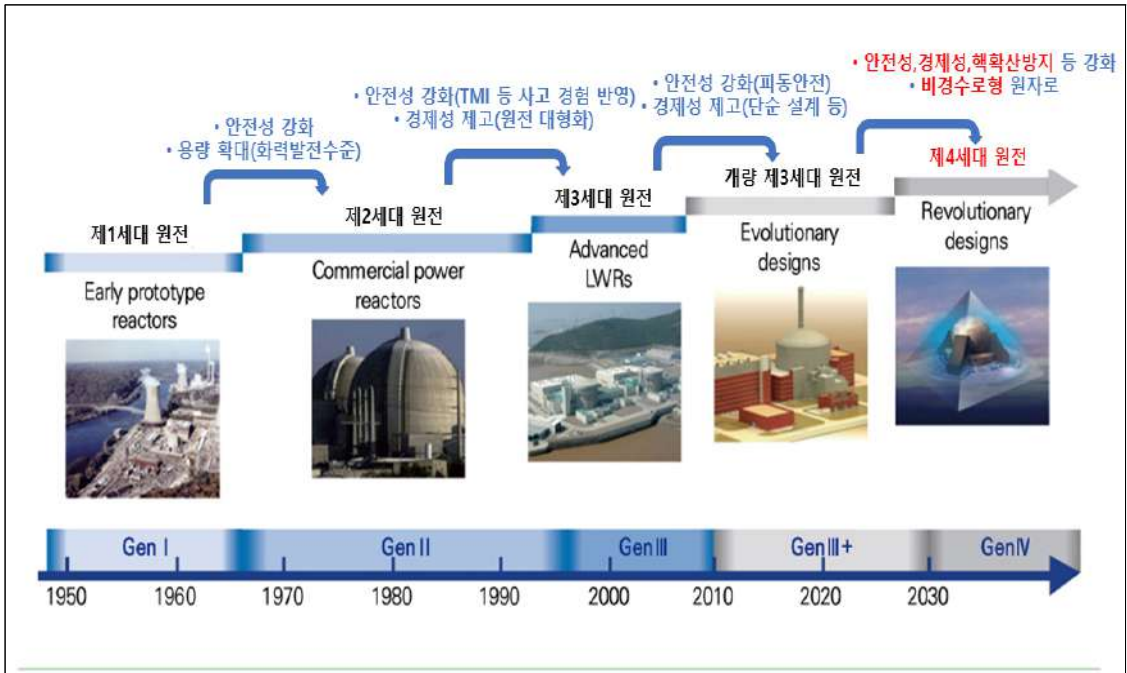 • 안전성 강화
• 용량 확대(화력발전수준)
• 안전성 강화(TMI 등 사고 경험 반영)
• 경제성 제고(원전 대형화)
• 안전성 강화(피동안전)
• 경제성 제고(단순 설계 등)
• 안전성,경제성,핵확산방지 등 강화
• 비경수로형 원자로
제1세대 원전
Early prototype
reactors
제2세대 원전
Commercial power
reactors
제3세대 원전
Advanced
LWRs
개량 제3세대 원전
Evolutionary
designs
제4세대 원전
Revolutionary
designs
Gen I
Gen II
Gen III
Gen III+
Gen IV
1950
1960
1970
1980
1990
2000
2010
2020
2030